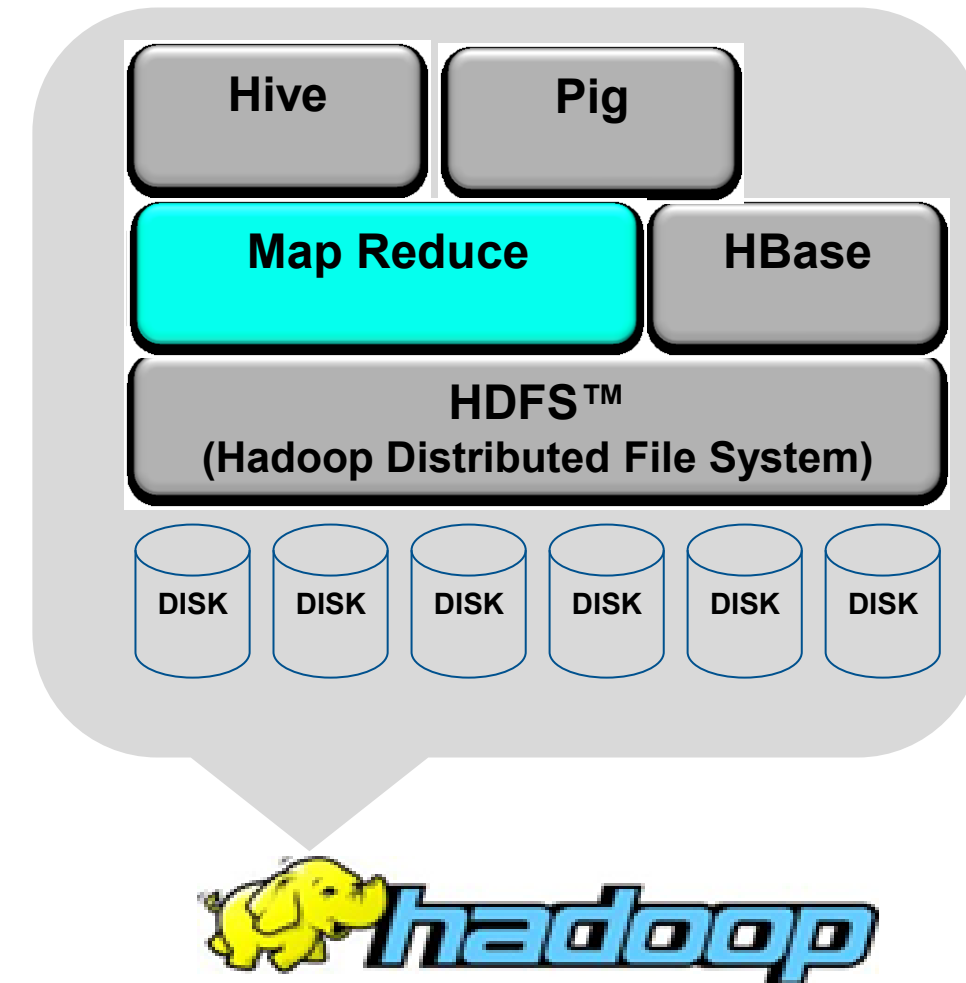 Hive
Pig
Map Reduce
HBase
HDFS™
(Hadoop Distributed File System)
DISK
DISK
DISK
DISK
DISK
DISK
hadoop